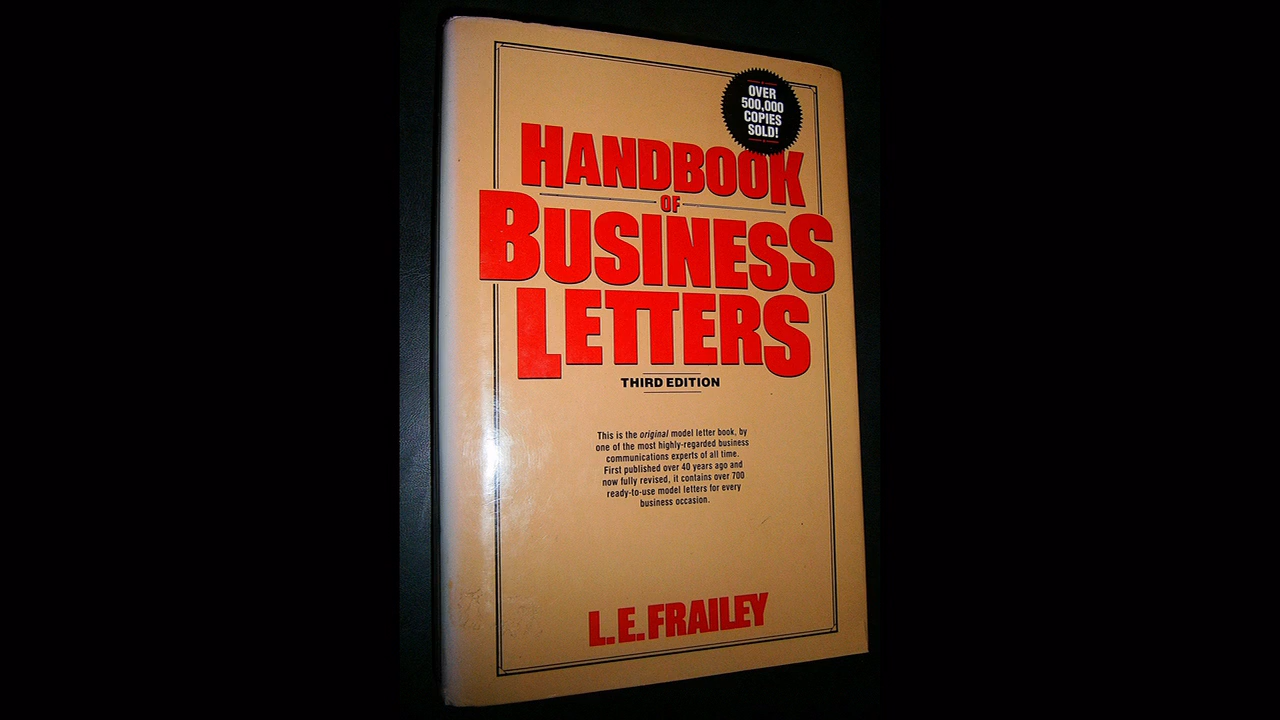 OVER
500,000
COPIES
SOLD!
HANDBOOK
OF
BUSINESS
LETTERS
THIRD EDITION
This is the original model letter book, by
one of the most highly-regarded business
communications experts of all time.
First published over 40 years ago and
now fully revised, it contains over 700
ready-to-use model letters for every
business occasion.
L.E. FRAILEY